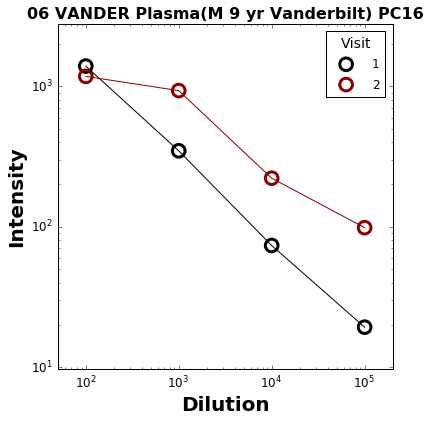 06 VANDER Plasma(M 9 yr Vanderbilt) PC16
Visit
1
2
Intensity
10³
10²
10¹
10² 10³ 10⁴ 10⁵
Dilution